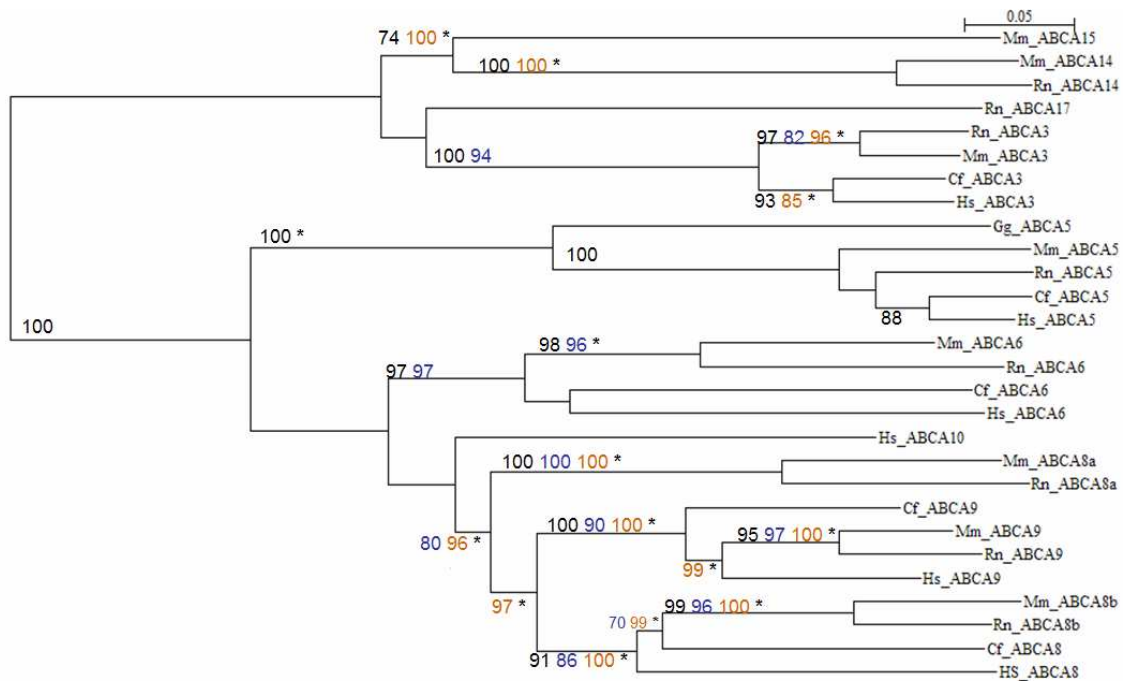 0.05
74 100 *
Mm_ABCA15
100 100 *
Mm_ABCA14
Rn_ABCA14
Rn_ABCA17
97 82 96 *
Rn_ABCA3
100 94
Mm_ABCA3
Cf_ABCA3
93 85 *
Hs_ABCA3
Gg_ABCA5
100 *
100
Mm_ABCA5
Rn_ABCA5
Cf_ABCA5
88
Hs_ABCA5
100
98 96 *
Mm_ABCA6
97 97
Rn_ABCA6
Cf_ABCA6
Hs_ABCA6
Hs_ABCA10
100 100 100 *
Mm_ABCA8a
Rn_ABCA8a
Cf_ABCA9
100 90 100 *
95 97 100 *
Mm_ABCA9
80 96 *
Rn_ABCA9
99 *
Hs_ABCA9
97 *
99 96 100 *
Mm_ABCA8b
70 99 *
Rn_ABCA8b
Cf_ABCA8
91 86 100 *
HS_ABCA8